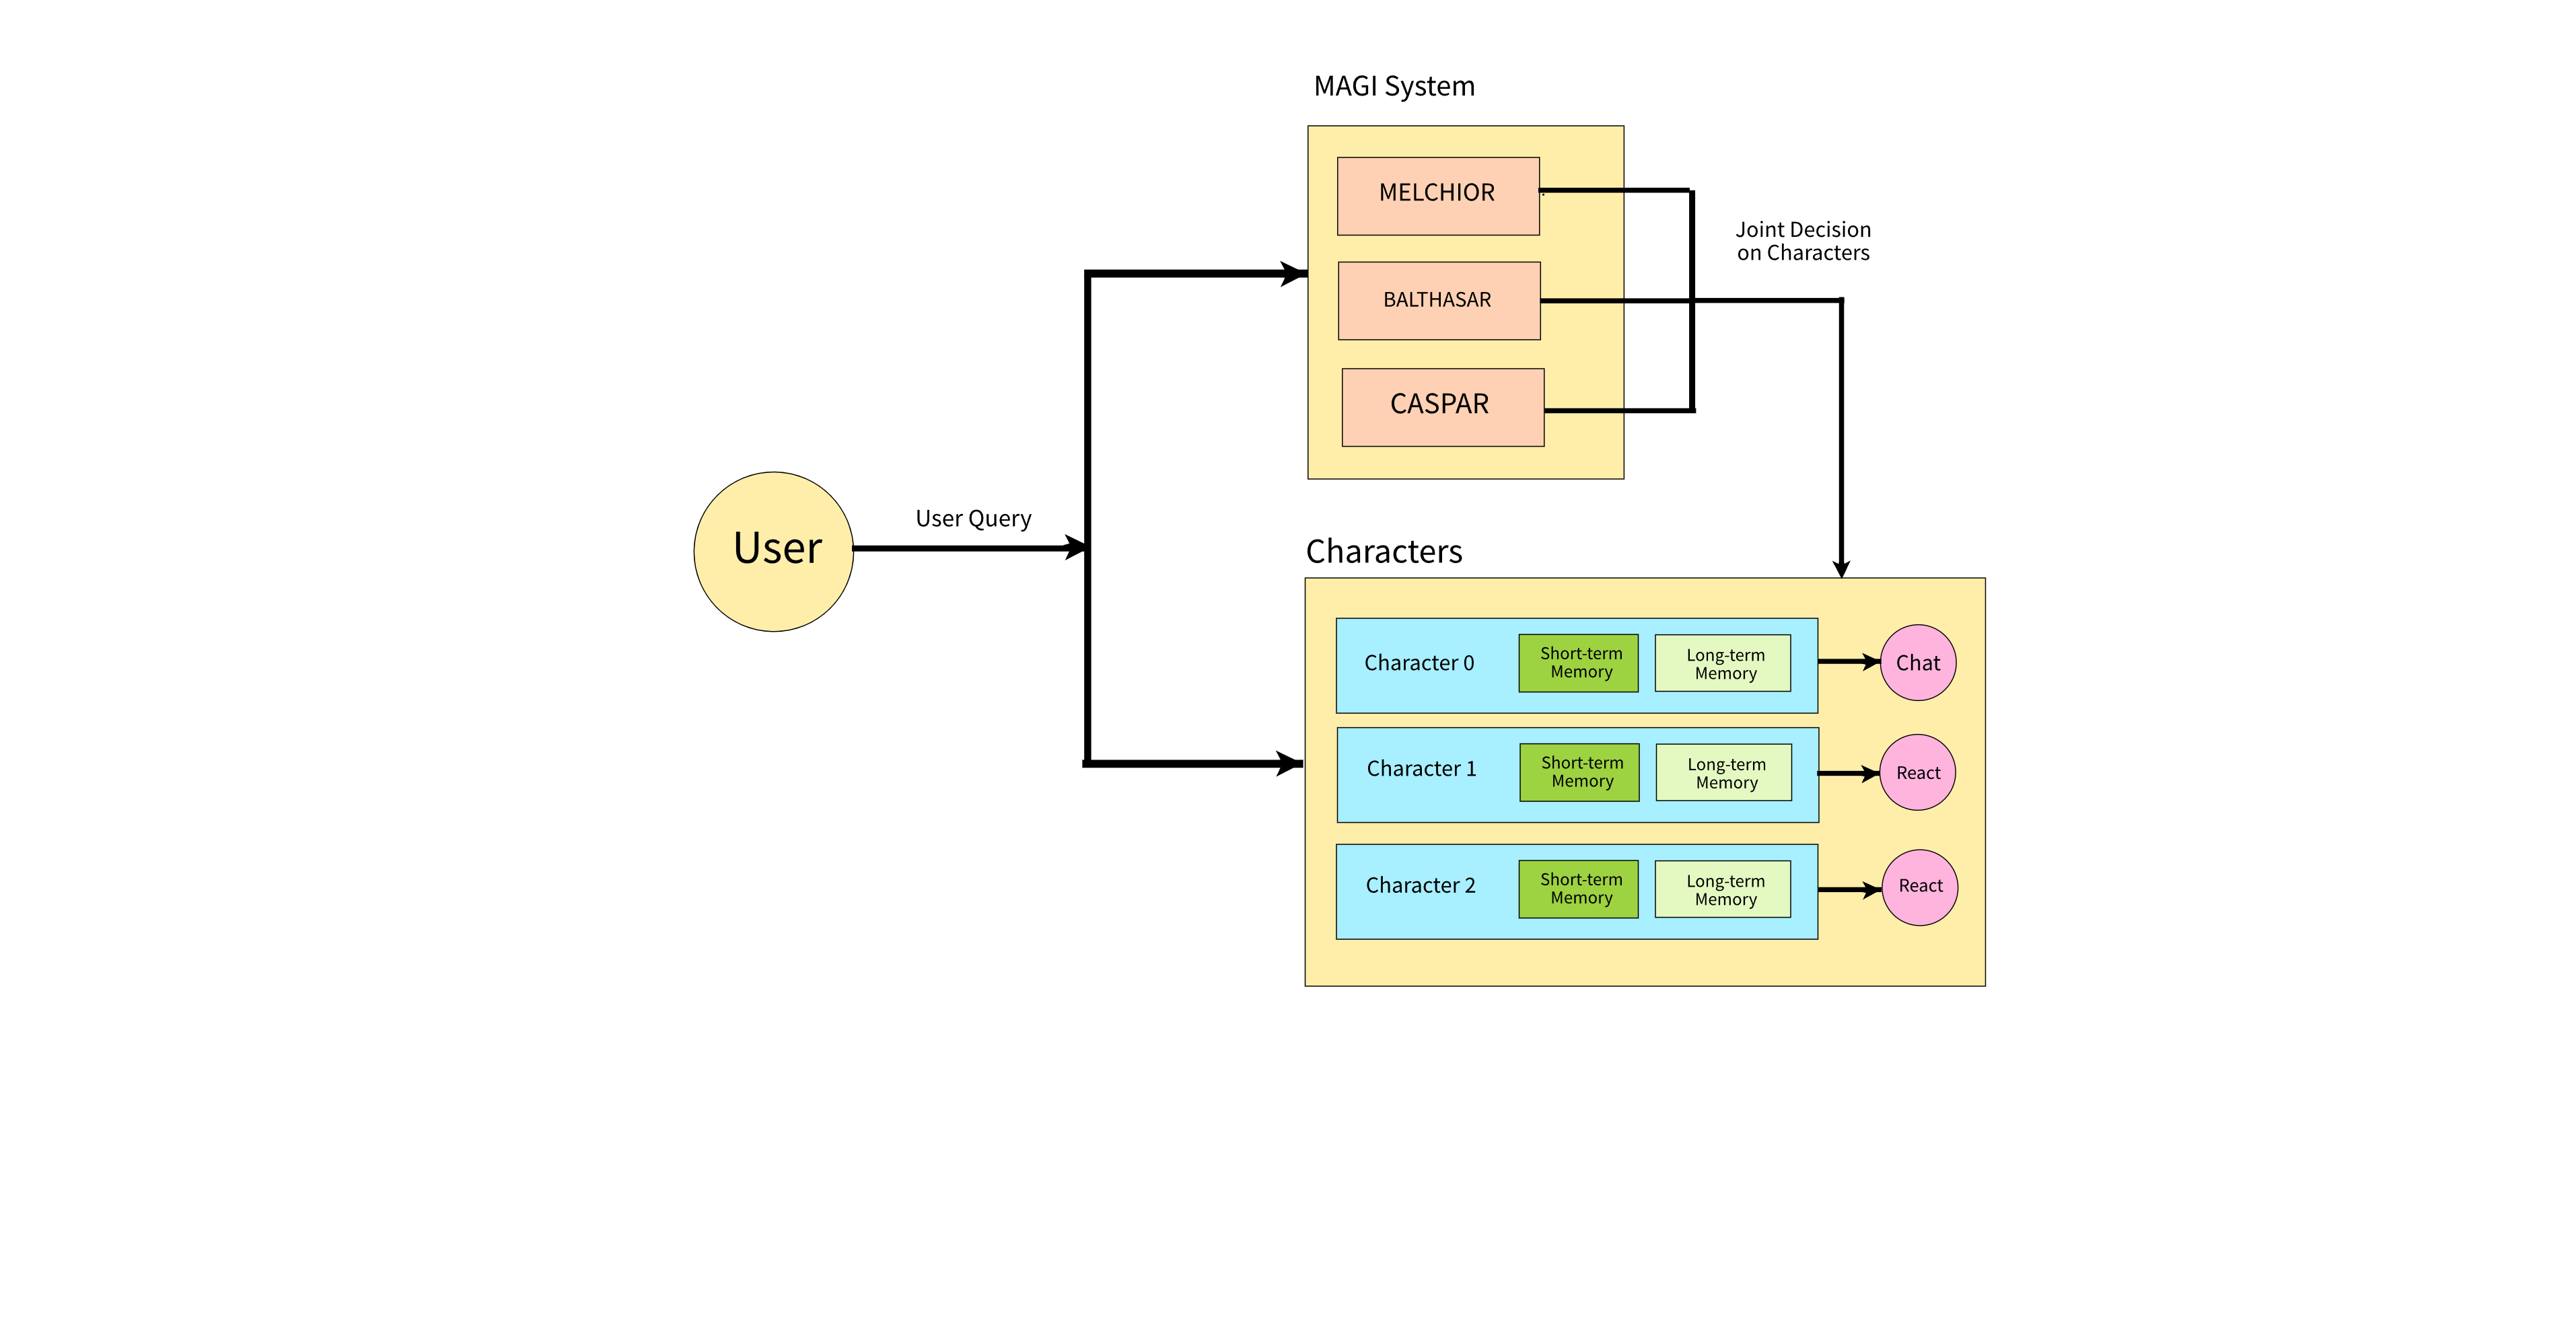 MAGI System
MELCHIOR
BALTHASAR
CASPAR
Joint Decision
on Characters
User
User Query
Characters
Character 0
Short-term
Memory
Long-term
Memory
Chat
Character 1
Short-term
Memory
Long-term
Memory
React
Character 2
Short-term
Memory
Long-term
Memory
React